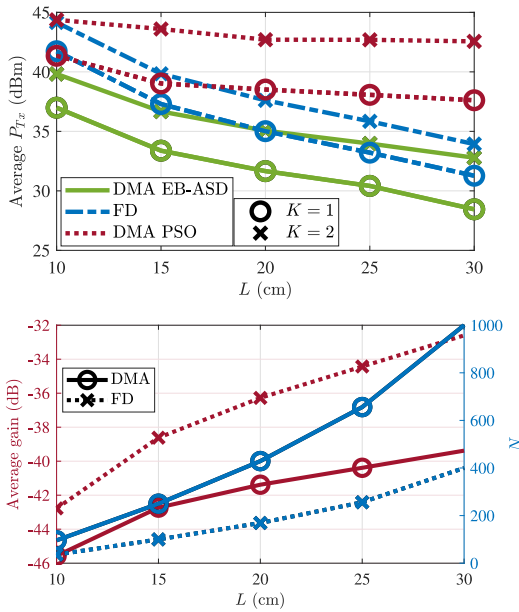 45
40
35
30
25
Average P_Tx (dBm)
DMA EB-ASD
FD
DMA PSO
K = 1
K = 2
10 15 20 25 30
L (cm)
-32
-34
-36
-38
-40
-42
-44
-46
Average gain (dB)
DMA
FD
1000
800
600
400
200
0
N
10 15 20 25 30
L (cm)